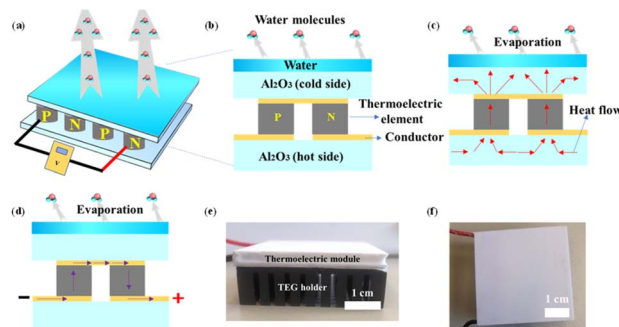 (a)
P
N
P
N
V
(b)
Water molecules
Water
Al₂O₃ (cold side)
Thermoelectric
element
P
N
Conductor
Al₂O₃ (hot side)
(c)
Evaporation
Heat flow
(d)
Evaporation
− +
(e)
Thermoelectric module
TEG holder
1 cm
(f)
1 cm